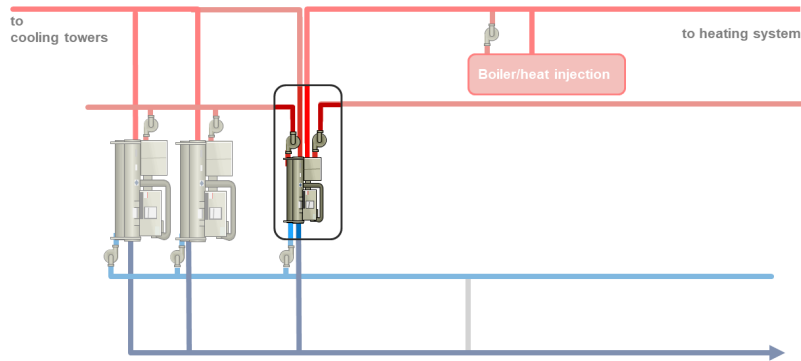 to
cooling towers
to heating system
Boiler/heat injection